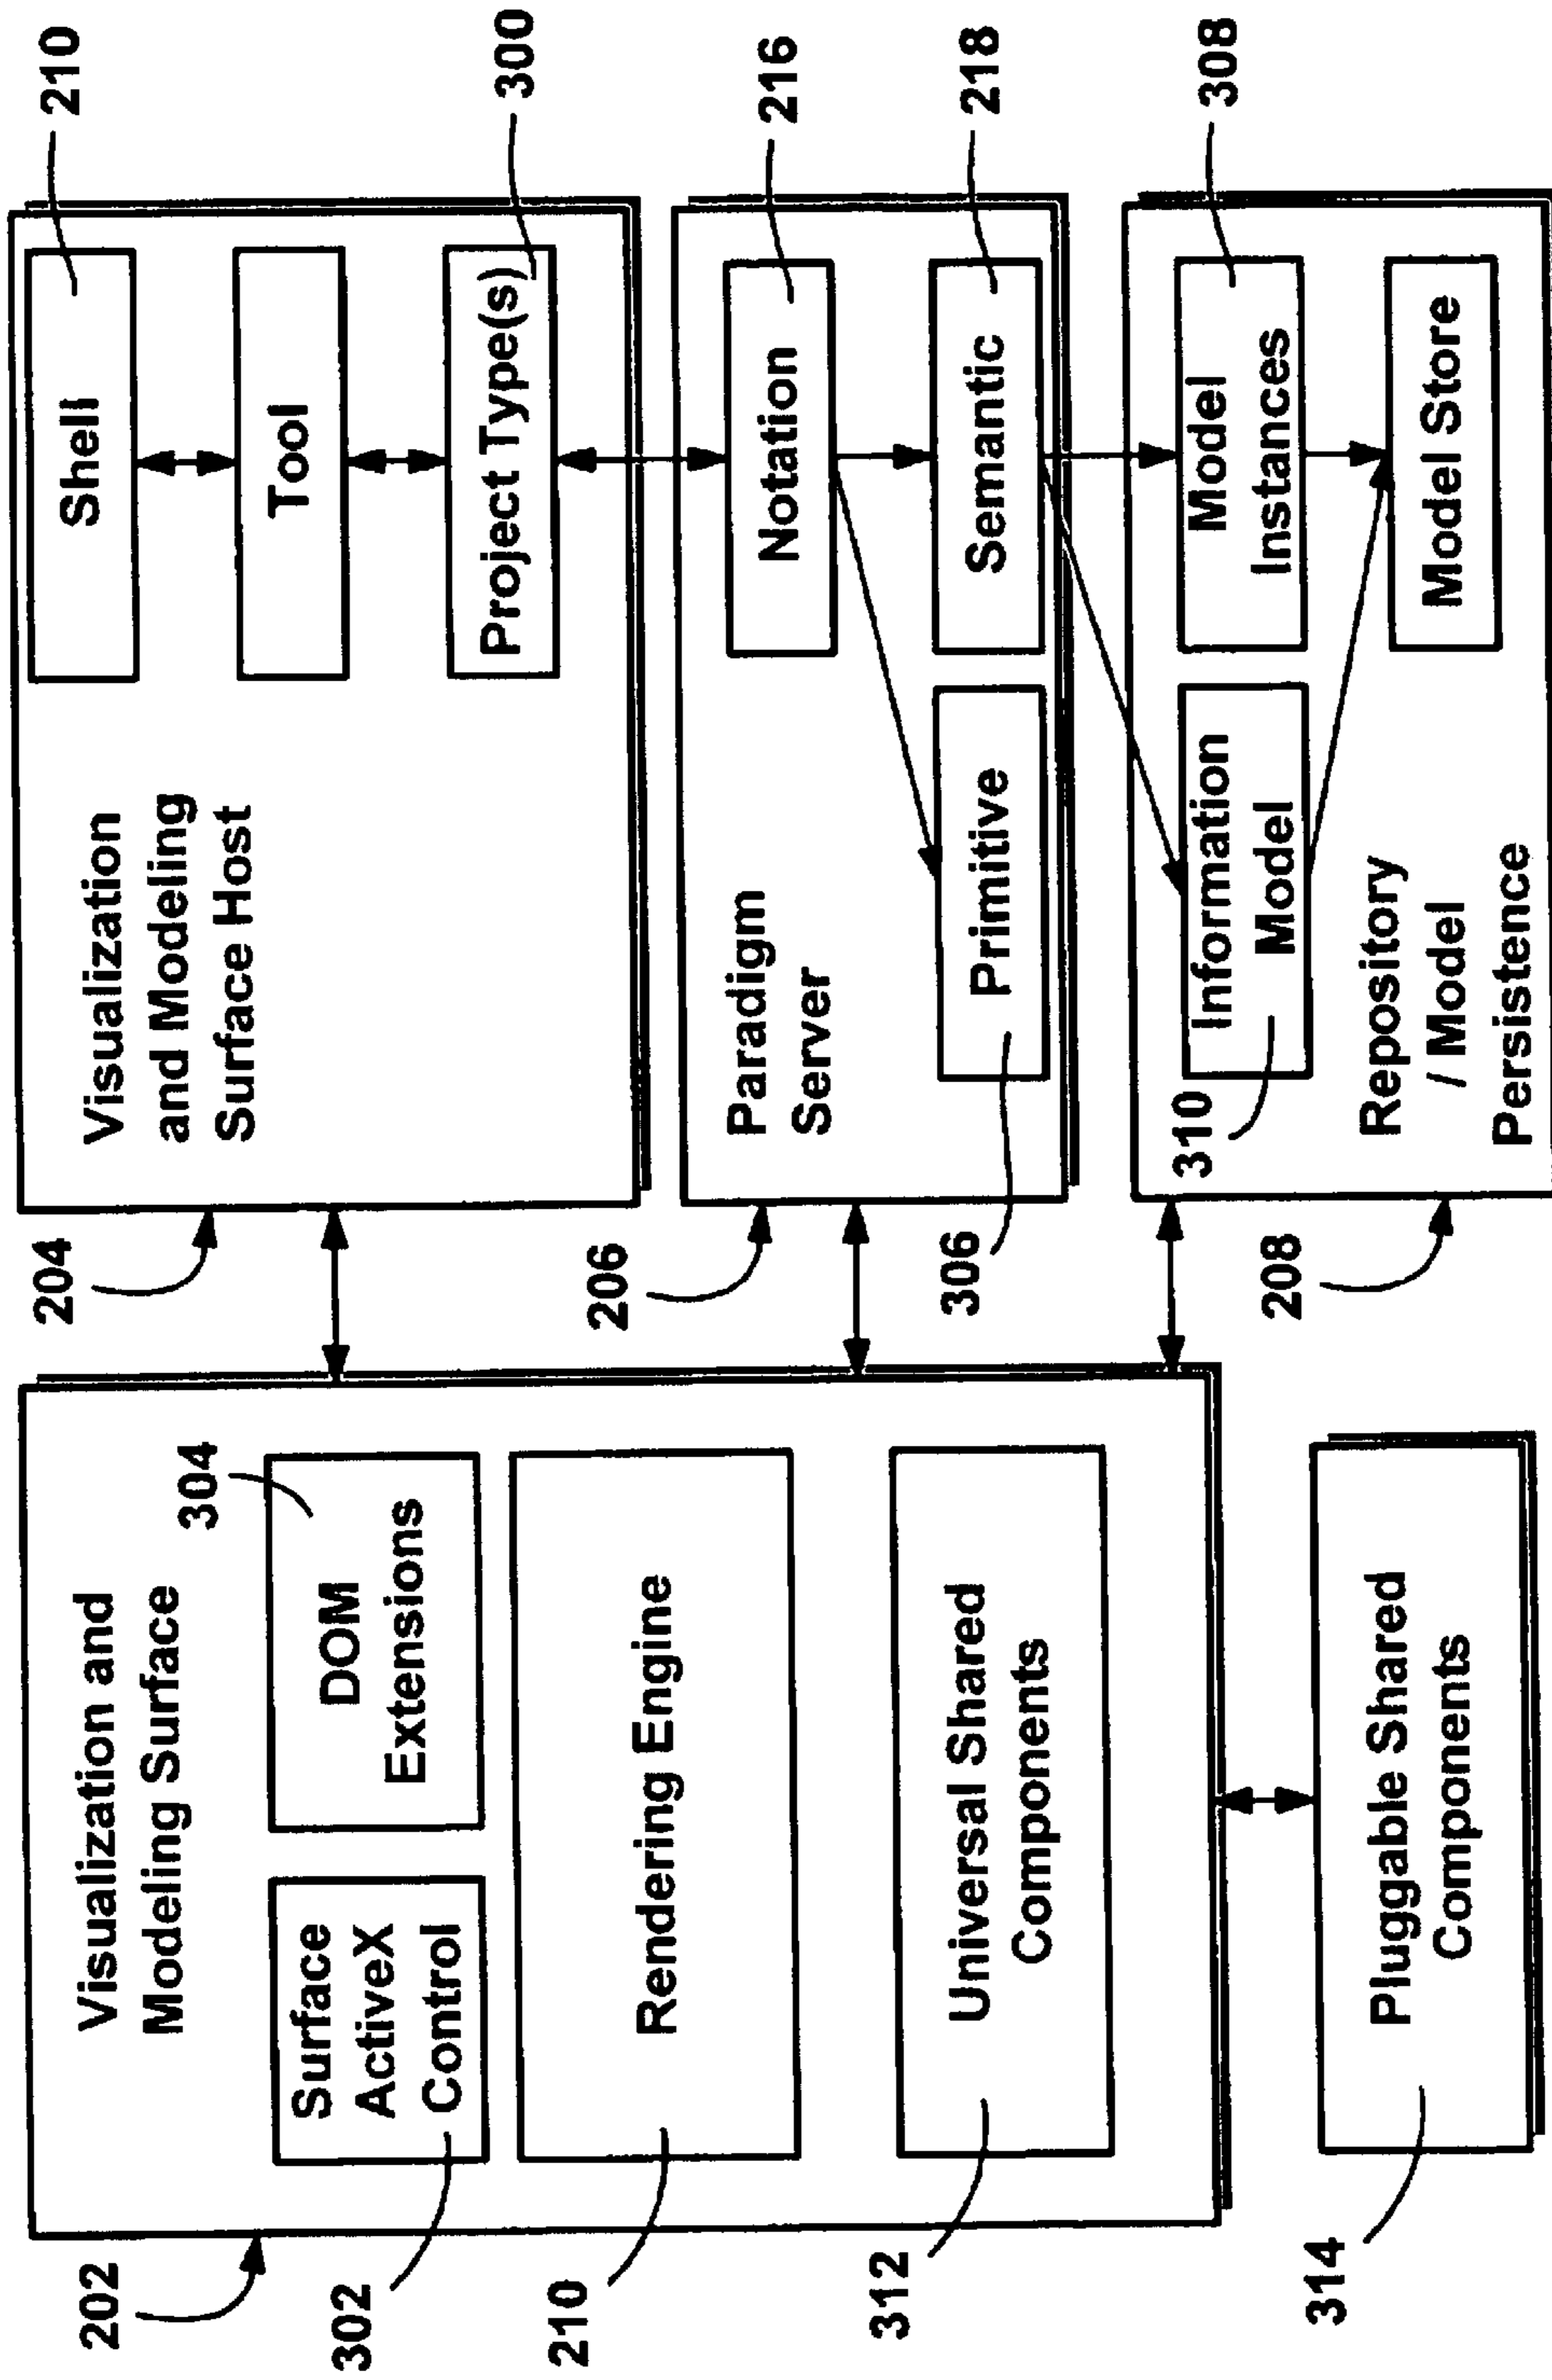 202
Visualization and
Modeling Surface
302
Surface
ActiveX
Control
304
DOM
Extensions
210
Rendering Engine
312
Universal Shared
Components
314
Pluggable Shared
Components
204
Visualization
and Modeling
Surface Host
210
Shell
Tool
300
Project Type(s)
206
Paradigm
Server
216
Notation
218
Semantic
306
Primitive
208
308
Model
Instances
310
Information
Model
Model Store
Repository
/ Model
Persistence